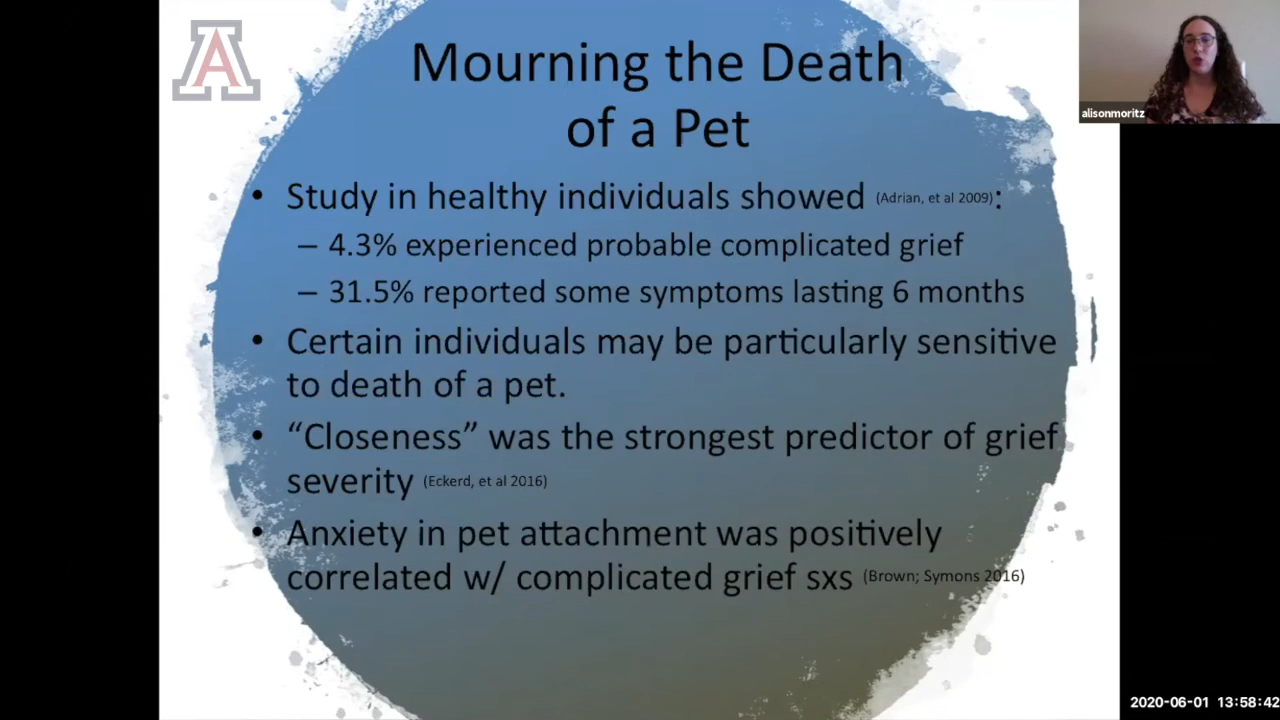 A
Mourning the Death
of a Pet
• Study in healthy individuals showed (Adrian, et al 2009):
– 4.3% experienced probable complicated grief
– 31.5% reported some symptoms lasting 6 months
• Certain individuals may be particularly sensitive
to death of a pet.
• “Closeness” was the strongest predictor of grief
severity (Eckerd, et al 2016)
• Anxiety in pet attachment was positively
correlated w/ complicated grief sxs (Brown; Symons 2016)
alisonmoritz
2020-06-01 13:58:42